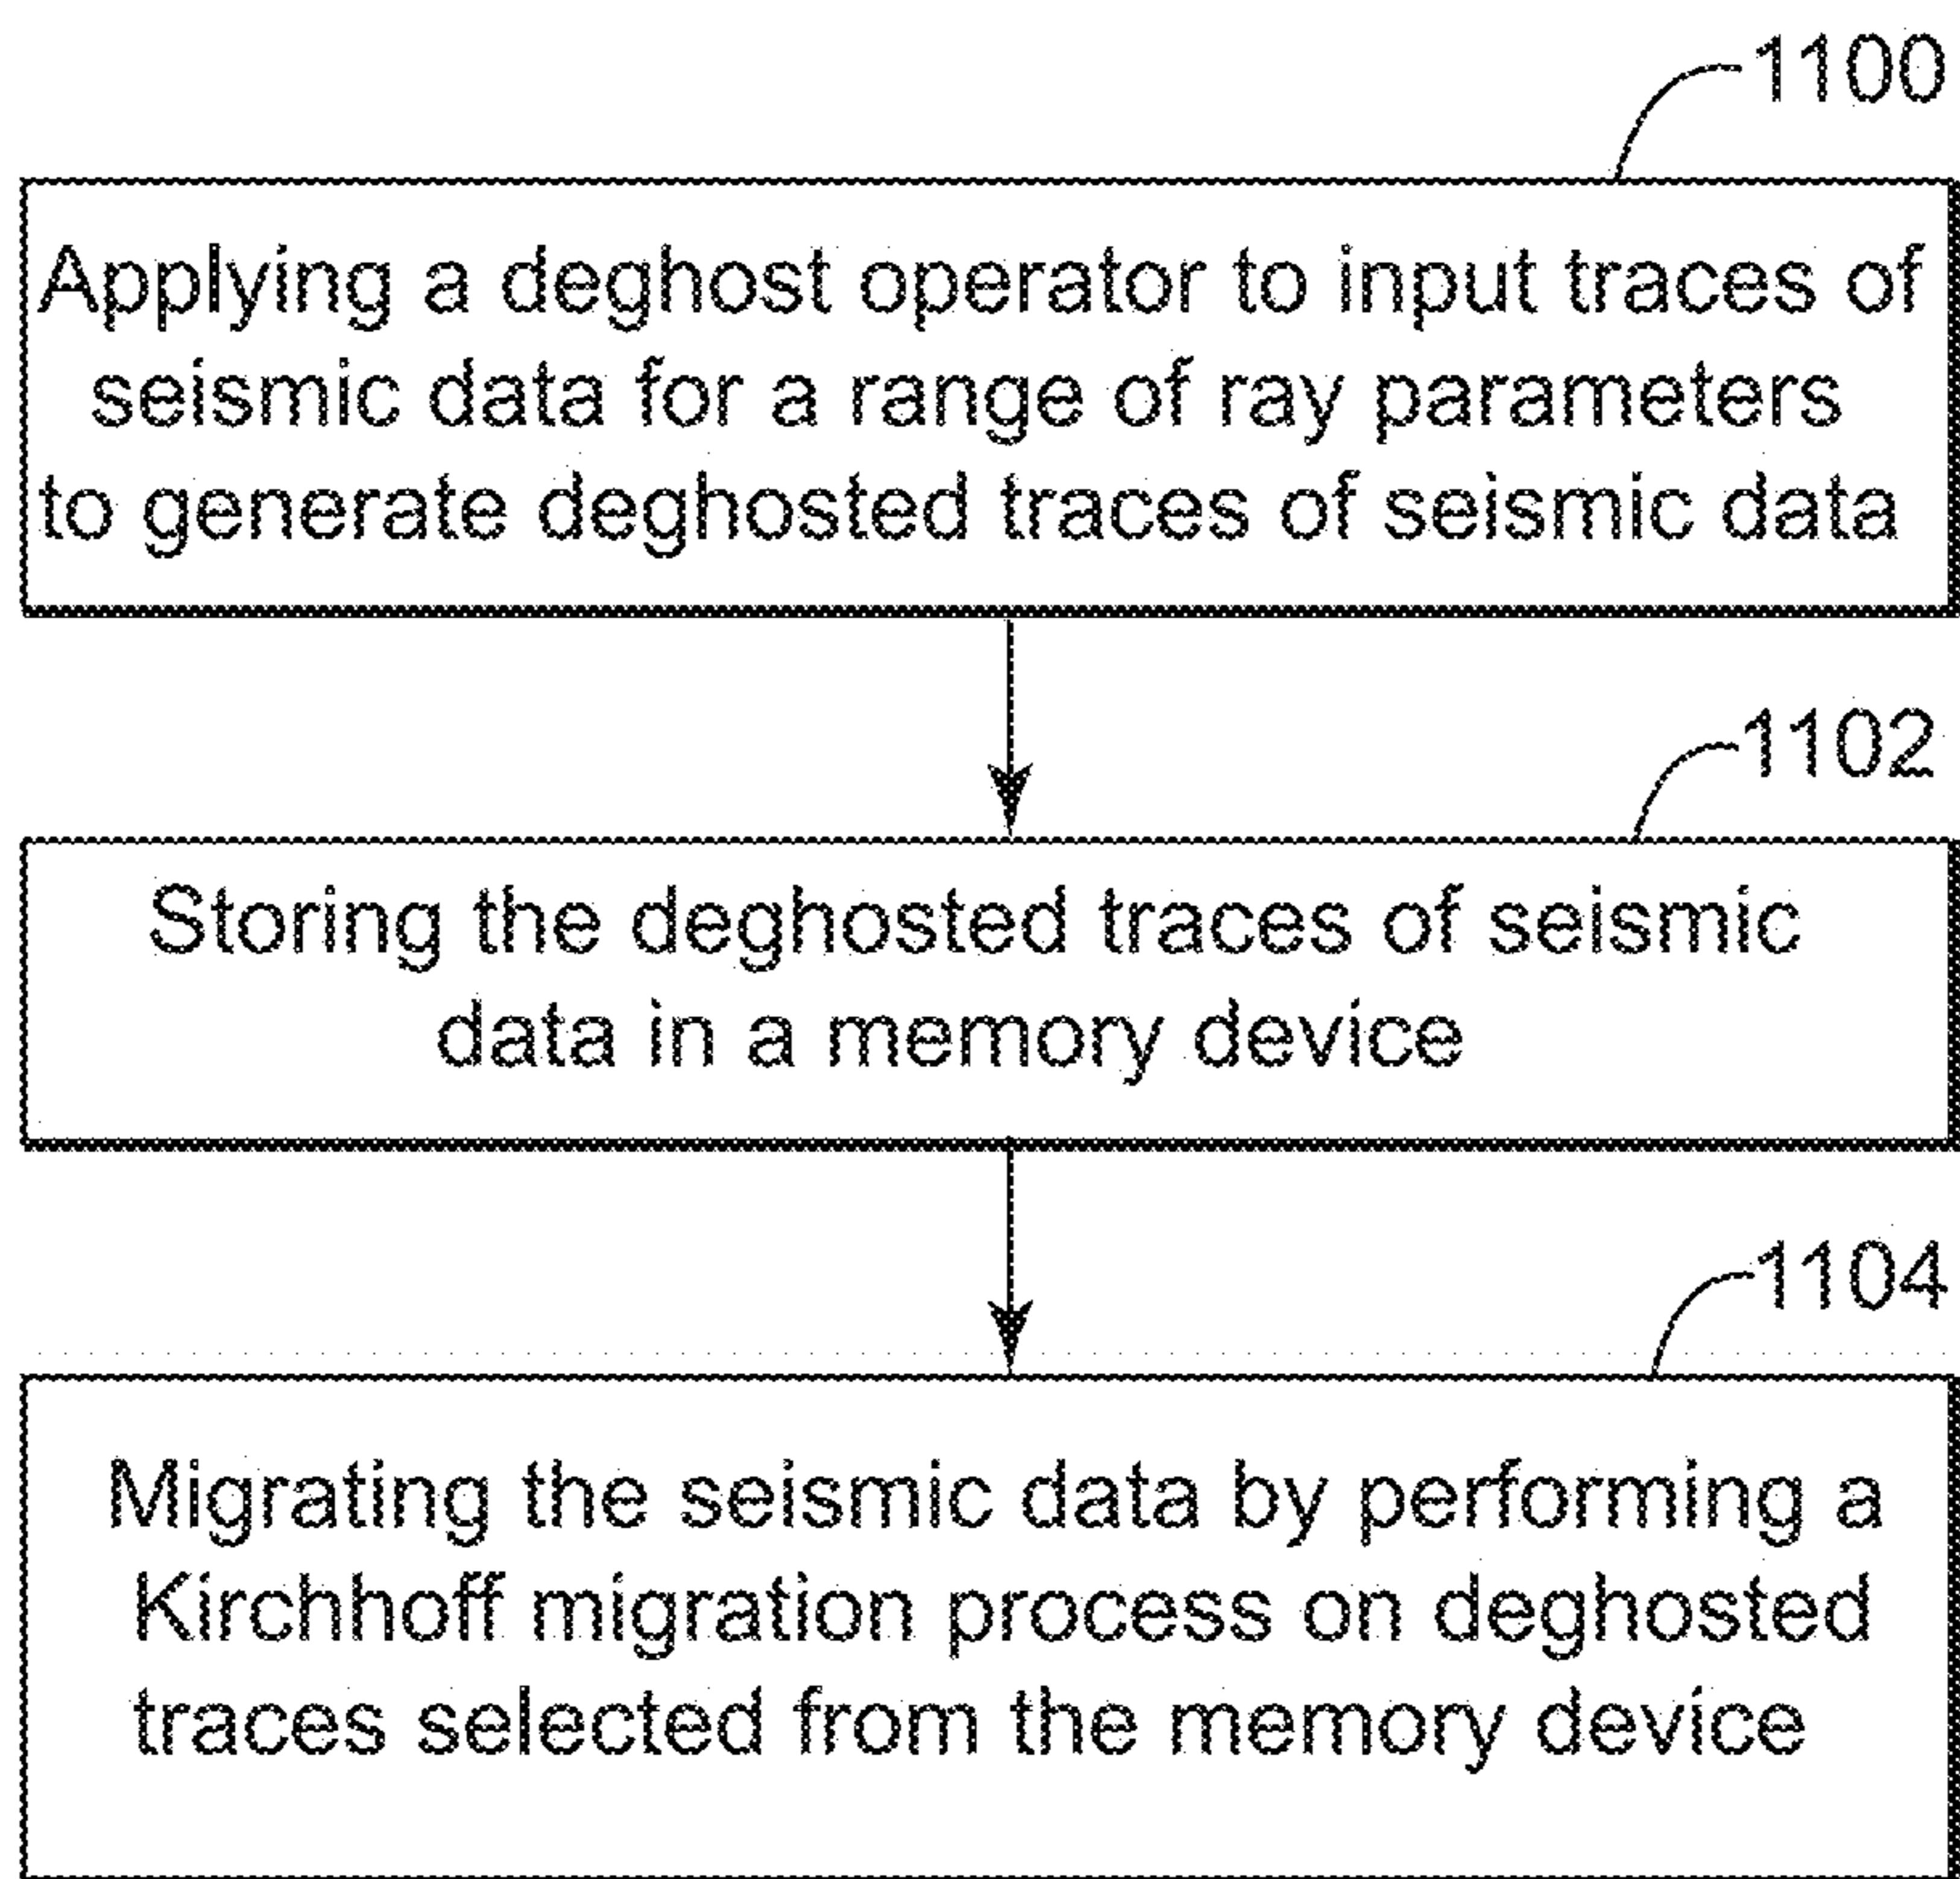 1100
Applying a deghost operator to input traces of
seismic data for a range of ray parameters
to generate deghosted traces of seismic data
1102
Storing the deghosted traces of seismic
data in a memory device
1104
Migrating the seismic data by performing a
Kirchhoff migration process on deghosted
traces selected from the memory device